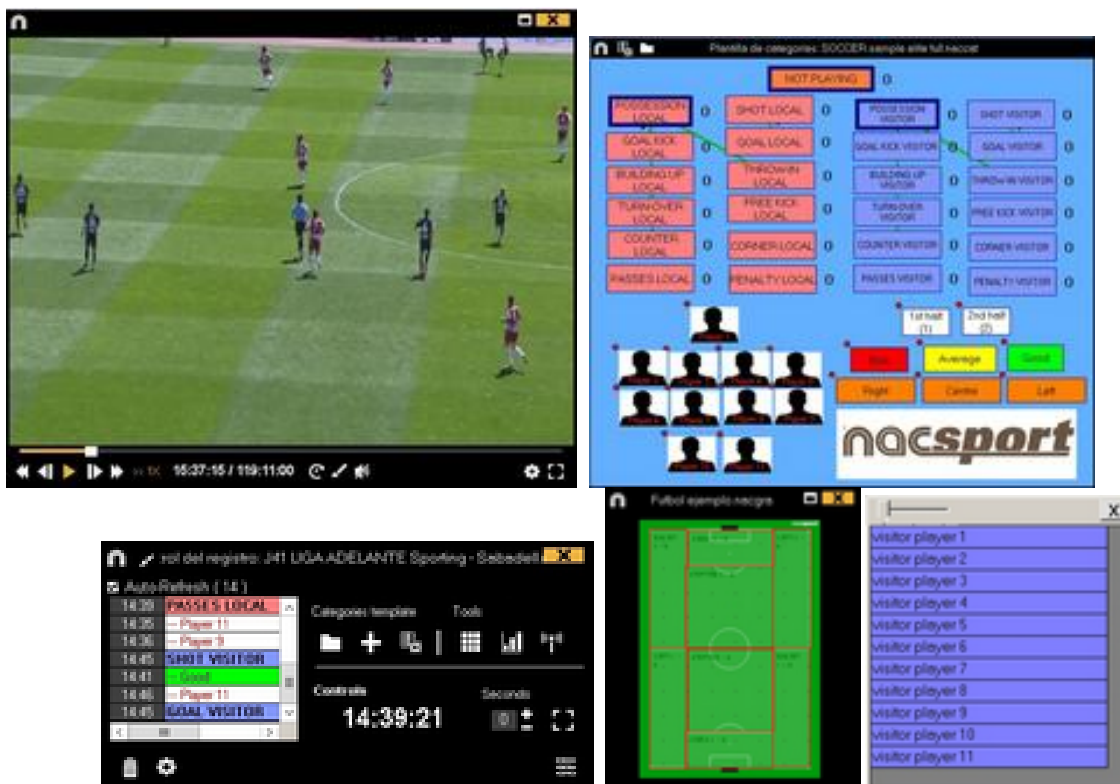 X
15:37:15 / 119:11:00
1X
Plantilla de categories: SOCCER sample elite full.naccat
X
NOT PLAYING 0
POSSESSION LOCAL 0
SHOT LOCAL 0
POSSESSION VISITOR 0
SHOT VISITOR 0
GOAL KICK LOCAL 0
GOAL LOCAL 0
GOAL KICK VISITOR 0
GOAL VISITOR 0
BUILDING UP LOCAL 0
THROW-IN LOCAL 0
BUILDING UP VISITOR 0
THROW-IN VISITOR 0
TURN-OVER LOCAL 0
FREE KICK LOCAL 0
TURN-OVER VISITOR 0
FREE KICK VISITOR 0
COUNTER LOCAL 0
CORNER LOCAL 0
COUNTER VISITOR 0
CORNER VISITOR 0
PASSES LOCAL 0
PENALTY LOCAL 0
PASSES VISITOR 0
PENALTY VISITOR 0
1st half (1)
2nd half (2)
Average
Good
Right
Centre
Left
nacsport
rol del registro: J41 LIGA ADELANTE Sporting - Sabadell
X
Auto-Refresh ( 14 )
14:39 PASSES LOCAL
14:35 -- Player 11
14:36 -- Player 9
14:45 SHOT VISITOR
14:41 -- Good
14:46 -- Player 11
14:45 GOAL VISITOR
Categories template
Tools
Controls
Seconds
14:39:21
0
Futbol ejemplo nacgra
X
X
visitor player 1
visitor player 2
visitor player 3
visitor player 4
visitor player 5
visitor player 6
visitor player 7
visitor player 8
visitor player 9
visitor player 10
visitor player 11